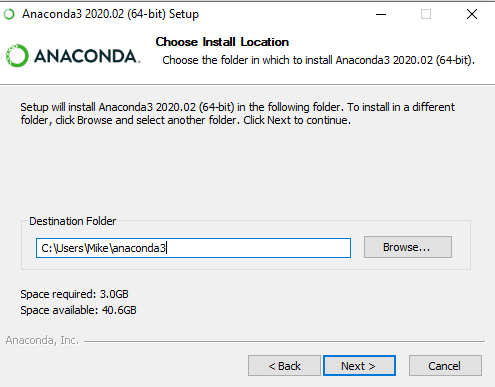 Anaconda3 2020.02 (64-bit) Setup
Choose Install Location
Choose the folder in which to install Anaconda3 2020.02 (64-bit).
ANACONDA.
Setup will install Anaconda3 2020.02 (64-bit) in the following folder. To install in a different
folder, click Browse and select another folder. Click Next to continue.
Destination Folder
C:\Users\Mike\anaconda3
Browse...
Space required: 3.0GB
Space available: 40.6GB
Anaconda, Inc.
< Back
Next >
Cancel